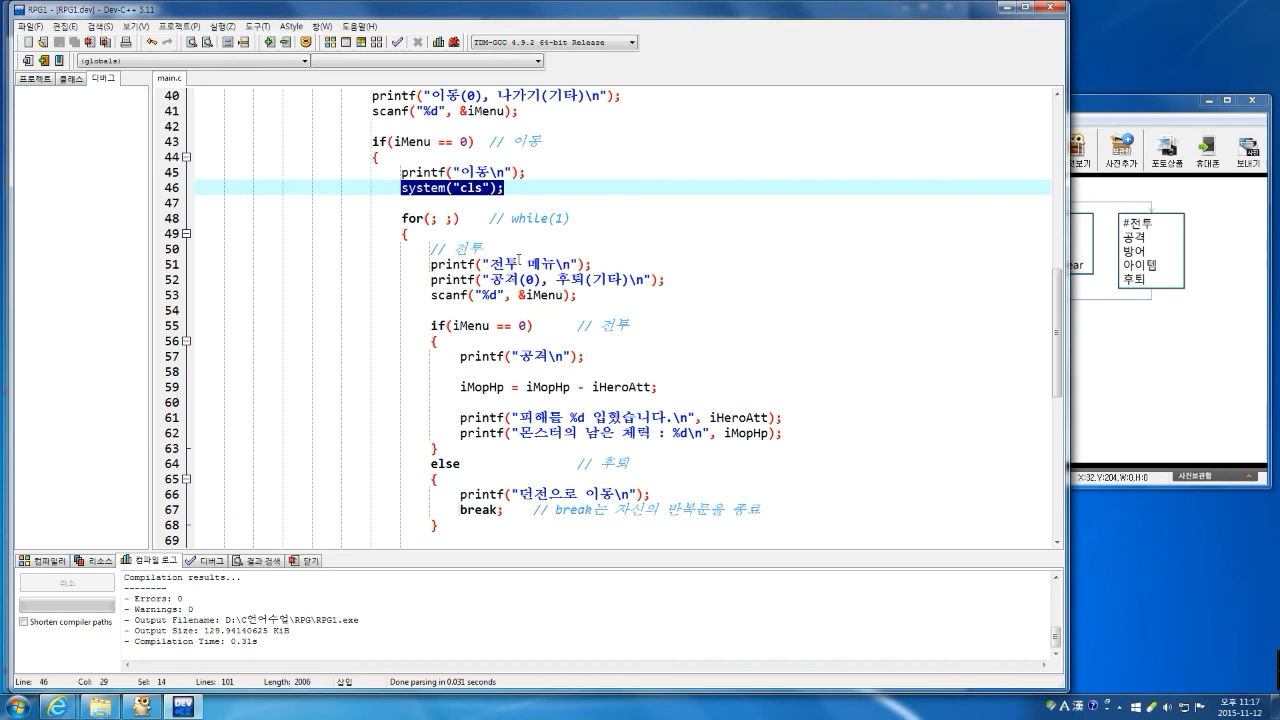 RPG1 - [RPG1.dev] - Dev-C++ 5.11
파일(F) 편집(E) 검색(S) 보기(V) 프로젝트(P) 실행(Z) 도구(T) AStyle 창(W) 도움말(H)
TDM-GCC 4.9.2 64-bit Release
(globals)
프로젝트 클래스 디버그
main.c
40 printf("이동(0), 나가기(기타)\n");
41 scanf("%d", &iMenu);
42
43 if(iMenu == 0) // 이동
44 {
45 printf("이동\n");
46 system("cls");
47
48 for(; ;) // while(1)
49 {
50 // 전투
51 printf("전투 메뉴\n");
52 printf("공격(0), 후퇴(기타)\n");
53 scanf("%d", &iMenu);
54
55 if(iMenu == 0) // 전투
56 {
57 printf("공격\n");
58
59 iMopHp = iMopHp - iHeroAtt;
60
61 printf("피해를 %d 입혔습니다.\n", iHeroAtt);
62 printf("몬스터의 남은 체력 : %d\n", iMopHp);
63 }
64 else // 후퇴
65 {
66 printf("던전으로 이동\n");
67 break; // break는 자신의 반복문을 종료
68 }
69
컴파일러 리소스 컴파일 로그 디버그 결과 검색 닫기
취소
Shorten compiler paths
Compilation results...
--------
- Errors: 0
- Warnings: 0
- Output Filename: D:\C언어수업\RPG\RPG1.exe
- Output Size: 129.94140625 KiB
- Compilation Time: 0.31s
Line: 46 Col: 29 Sel: 14 Lines: 101 Length: 2006 삽입 Done parsing in 0.031 seconds
전보기 사진추가 포토상품 휴대폰 보내기
ear
#전투
공격
방어
아이템
후퇴
X:32,Y:204,W:0,H:0 사진보관함
DEV
A 漢
오전 11:17
2015-11-12